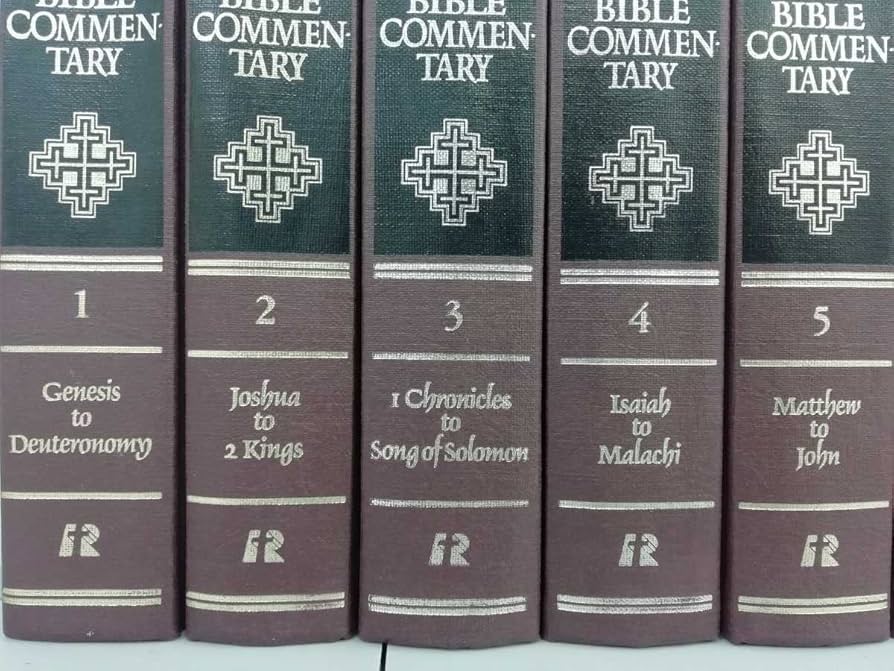 BIBLE
COMMEN-
TARY
1
Genesis
to
Deuteronomy
BIBLE
COMMEN-
TARY
2
Joshua
to
2 Kings
BIBLE
COMMEN-
TARY
3
1 Chronicles
to
Song of Solomon
BIBLE
COMMEN-
TARY
4
Isaiah
to
Malachi
BIBLE
COMMEN-
TARY
5
Matthew
to
John